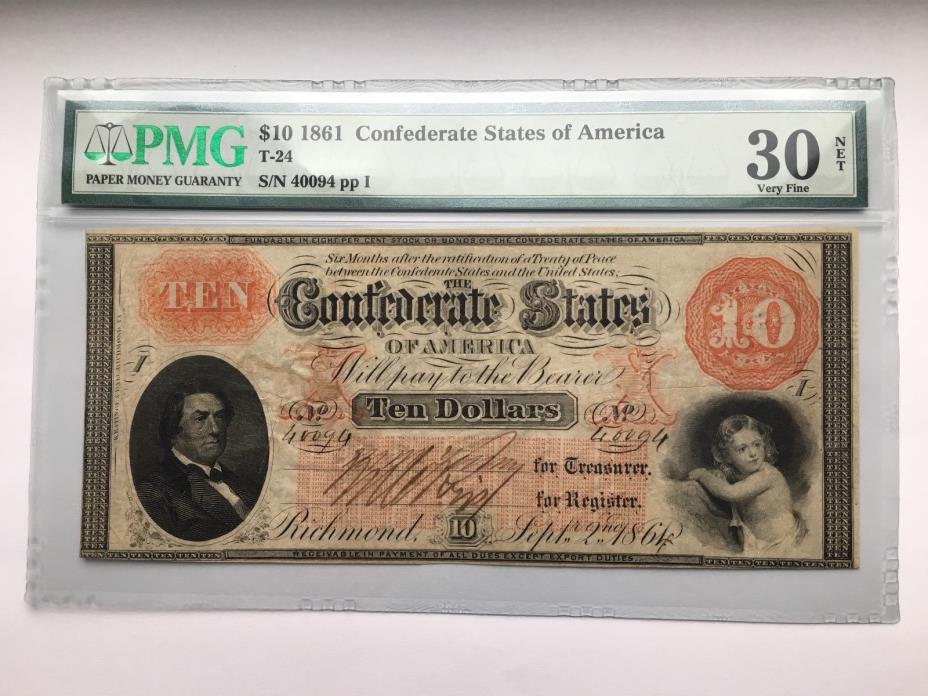 PMG
PAPER MONEY GUARANTY
$10 1861 Confederate States of America
T-24
S/N 40094 pp I
30
Very Fine
NET
FUNDABLE IN EIGHT PER CENT STOCK OR BONDS OF THE CONFEDERATE STATES OF AMERICA
Six Months after the ratification of a Treaty of Peace
between the Confederate States and the United States,
THE
TEN
Confederate States
10
OF AMERICA
I
Will pay to the Bearer
I
No. Ten Dollars No.
40094
40094
for Treasurer.
for Register.
Richmond, 10 Sept. 2, 1861
RECEIVABLE IN PAYMENT OF ALL DUES EXCEPT EXPORT DUTIES